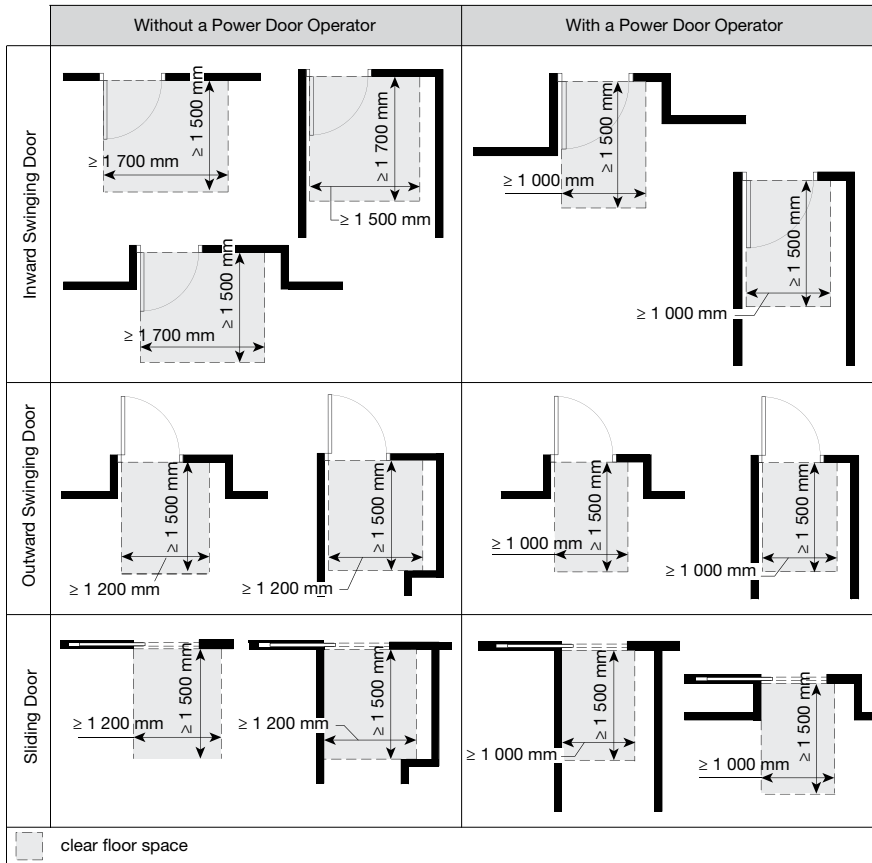 Without a Power Door Operator
With a Power Door Operator
Inward Swinging Door
≥ 1 500 mm
≥ 1 700 mm
≥ 1 700 mm
≥ 1 500 mm
≥ 1 500 mm
≥ 1 700 mm
≥ 1 500 mm
≥ 1 000 mm
≥ 1 500 mm
≥ 1 000 mm
Outward Swinging Door
≥ 1 500 mm
≥ 1 200 mm
≥ 1 500 mm
≥ 1 200 mm
≥ 1 500 mm
≥ 1 000 mm
≥ 1 500 mm
≥ 1 000 mm
Sliding Door
≥ 1 500 mm
≥ 1 200 mm
≥ 1 500 mm
≥ 1 200 mm
≥ 1 500 mm
≥ 1 000 mm
≥ 1 500 mm
≥ 1 000 mm
clear floor space